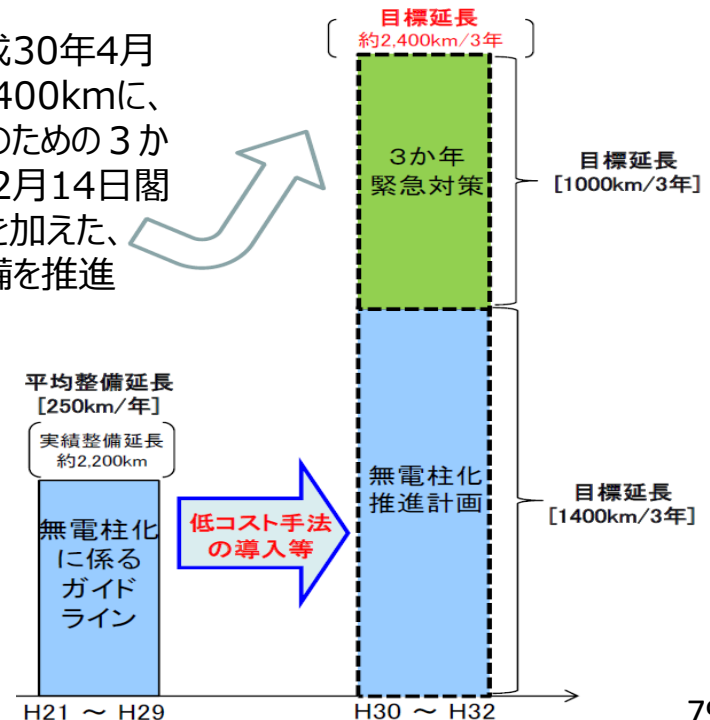 成30年4月
400kmに、
のための３か
2月14日閣
を加えた、
備を推進
目標延長
約2,400km/3年
3か年
緊急対策
目標延長
[1000km/3年]
平均整備延長
[250km/年]
実績整備延長
約2,200km
無電柱化
に係る
ガイド
ライン
低コスト手法
の導入等
無電柱化
推進計画
目標延長
[1400km/3年]
H21 ～ H29
H30 ～ H32